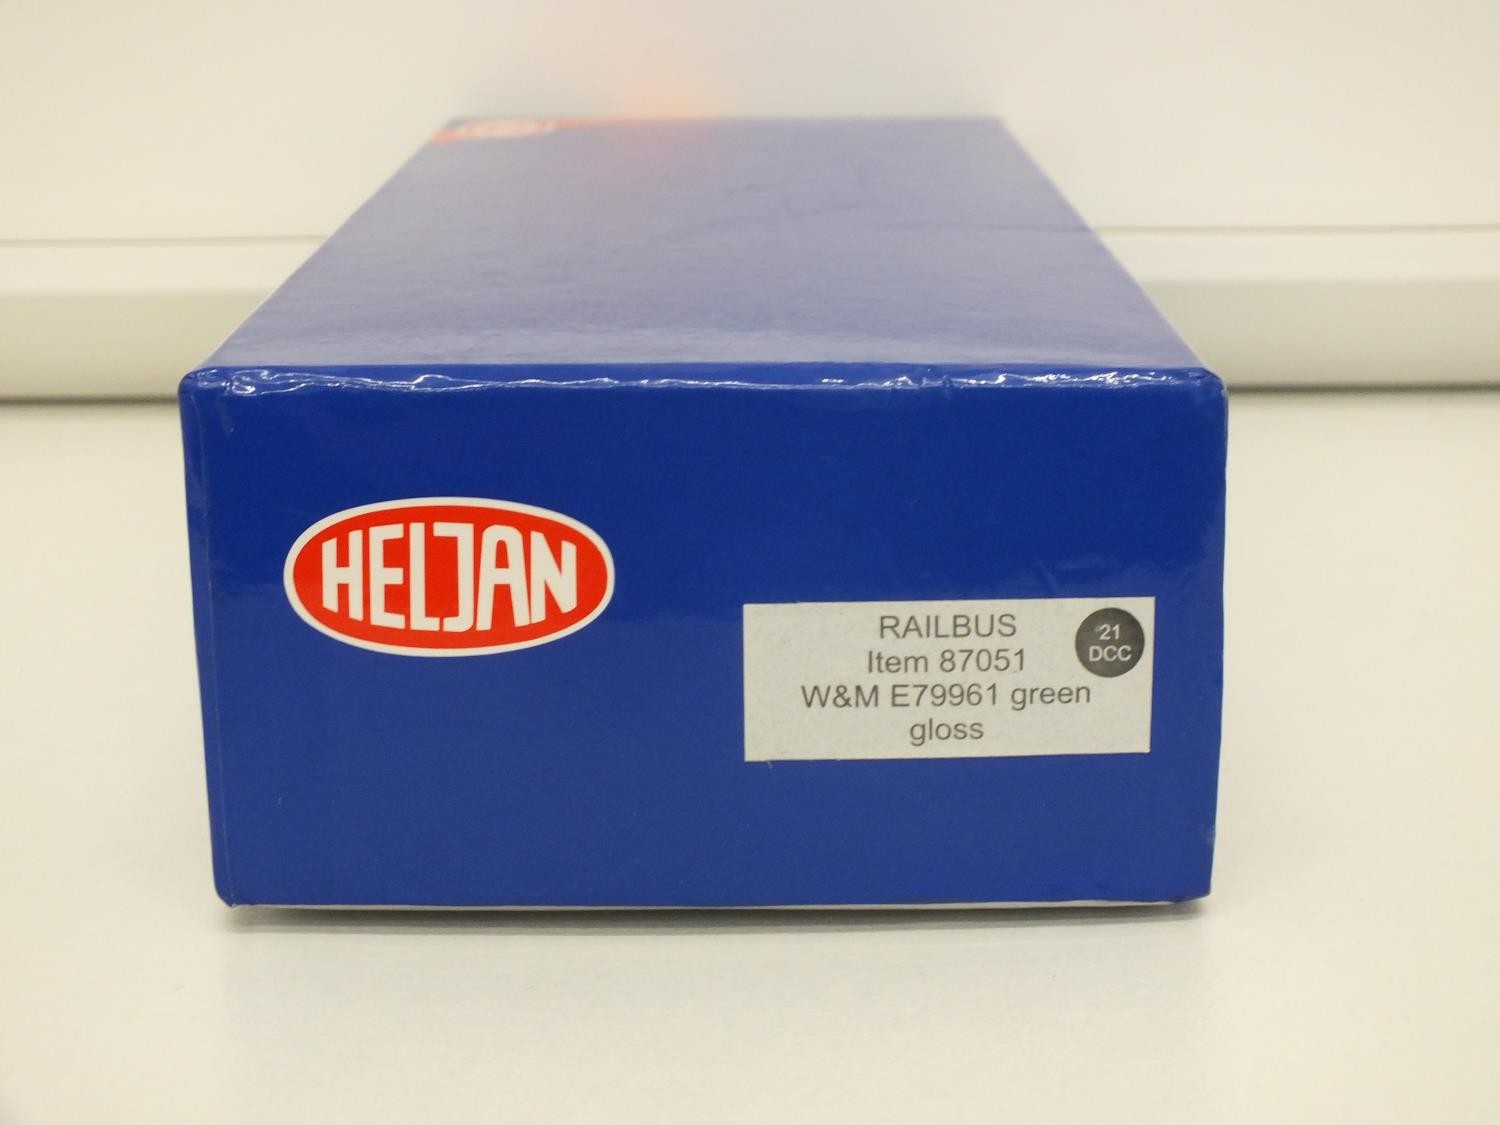 HELJAN
RAILBUS
Item 87051
W&M E79961 green
gloss
21
DCC